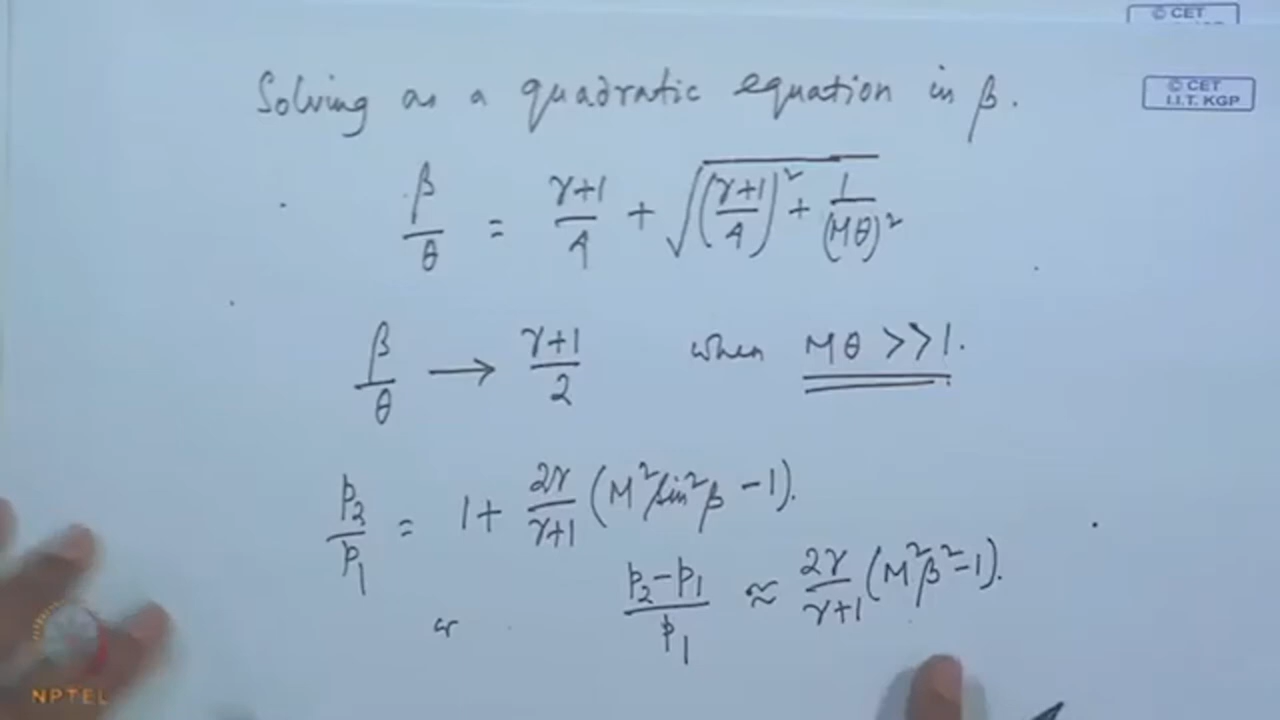 © CET
© CET
I.I.T. KGP
Solving as a quadratic equation in β.
β/θ = (γ+1)/4 + √(((γ+1)/4)² + 1/(Mθ)²)
β/θ → (γ+1)/2 when Mθ >> 1.
p₂/p₁ = 1 + 2γ/(γ+1) (M² sin² β - 1).
or (p₂ - p₁)/p₁ ≈ 2γ/(γ+1) (M²β² - 1).
NPTEL